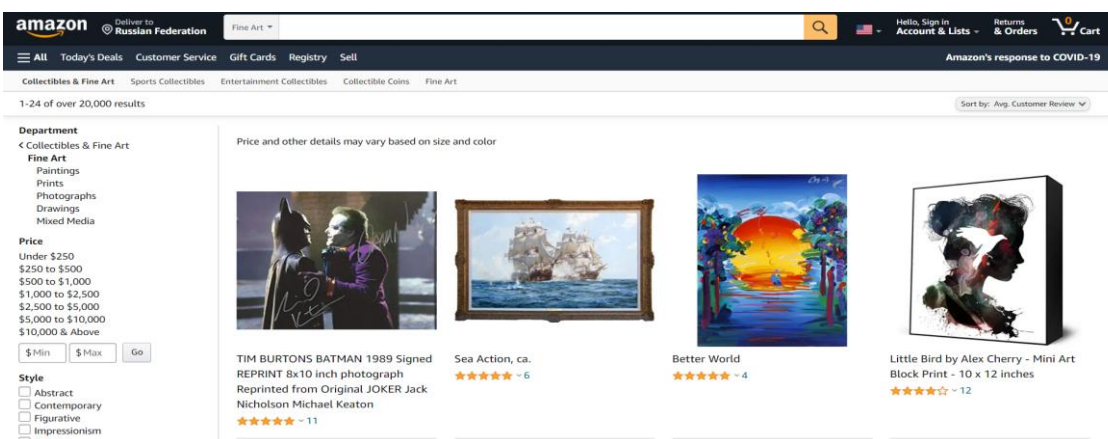 amazon
Deliver to
Russian Federation
Fine Art
Hello, Sign in
Account & Lists
Returns
& Orders
0
Cart
All Today's Deals Customer Service Gift Cards Registry Sell
Amazon's response to COVID-19
Collectibles & Fine Art Sports Collectibles Entertainment Collectibles Collectible Coins Fine Art
1-24 of over 20,000 results
Sort by: Avg. Customer Review
Department
Collectibles & Fine Art
Fine Art
Paintings
Prints
Photographs
Drawings
Mixed Media
Price
Under $250
$250 to $500
$500 to $1,000
$1,000 to $2,500
$2,500 to $5,000
$5,000 to $10,000
$10,000 & Above
$ Min $ Max Go
Style
Abstract
Contemporary
Figurative
Impressionism
Price and other details may vary based on size and color
TIM BURTONS BATMAN 1989 Signed
REPRINT 8x10 inch photograph
Reprinted from Original JOKER Jack
Nicholson Michael Keaton
11
Sea Action, ca.
6
Better World
4
Little Bird by Alex Cherry - Mini Art
Block Print - 10 x 12 inches
12